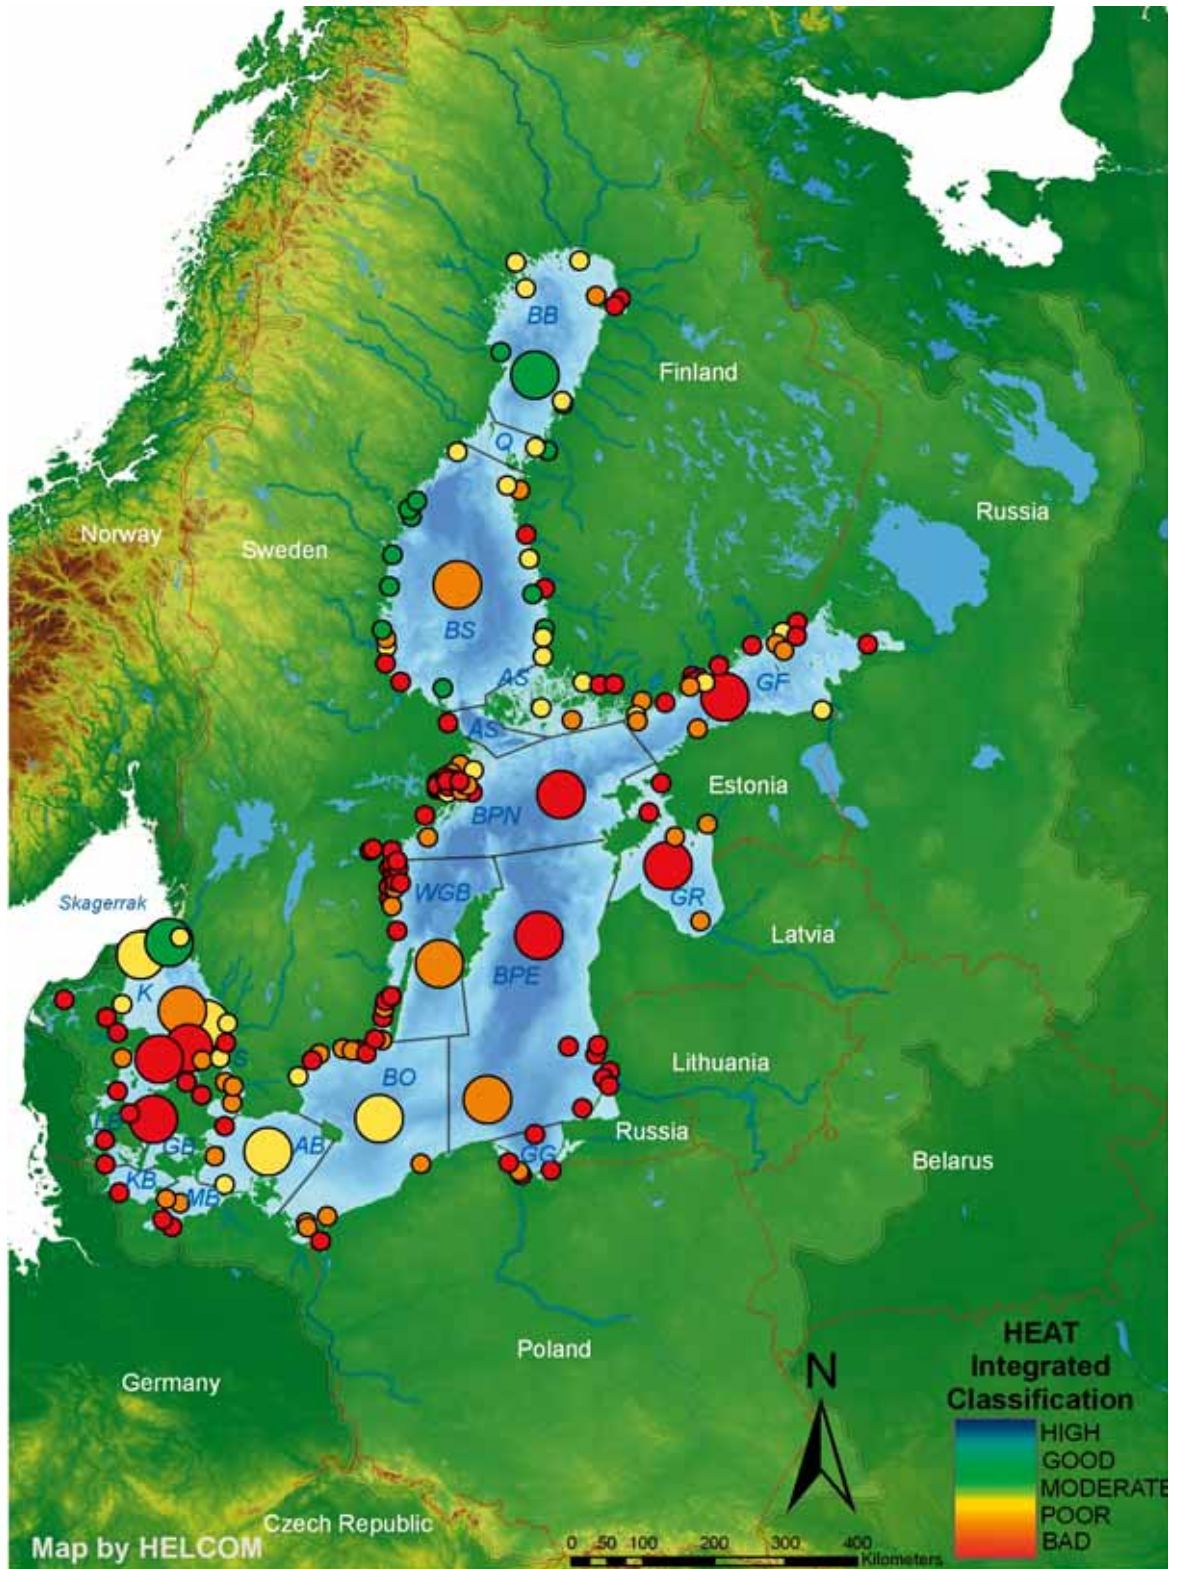 BB
Finland
Q
Russia
Norway
Sweden
BS
AS
GF
AS
Estonia
BPN
WGB
Skagerrak
GR
Latvia
BPE
K
S
Lithuania
BO
LB
Russia
GB
AB
GG
Belarus
KB
MB
Poland
HEAT
Integrated
Classification
HIGH
GOOD
MODERATE
POOR
BAD
N
Germany
Czech Republic
Map by HELCOM
0 50 100 200 300 400
Kilometers